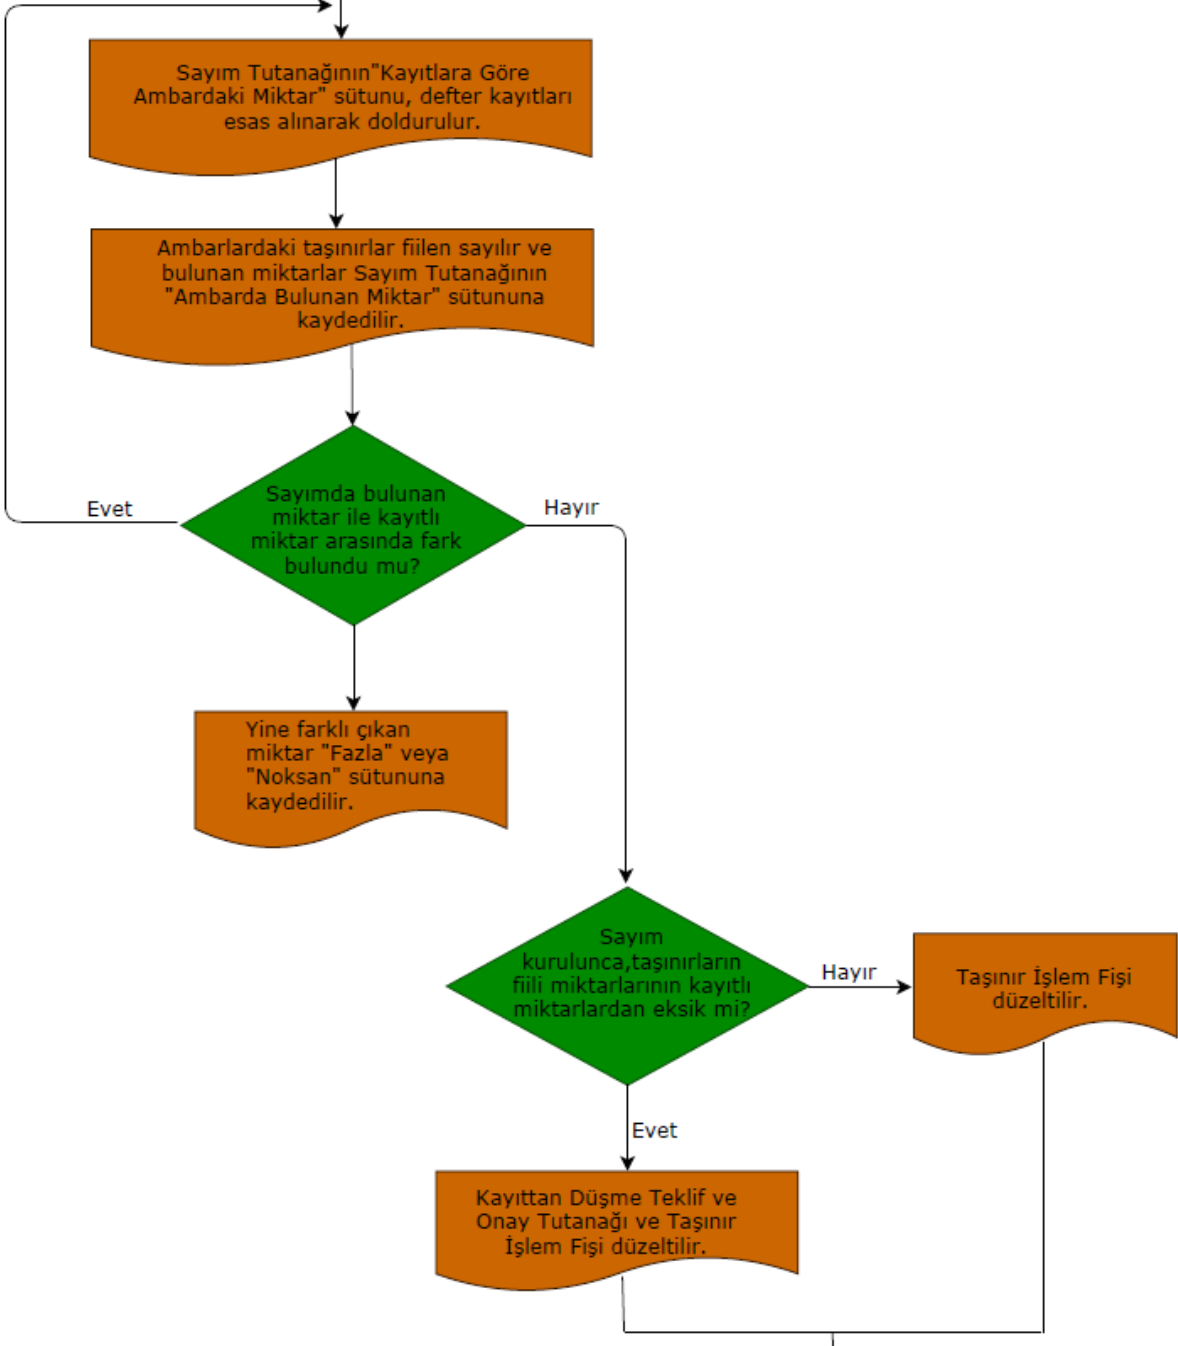 Sayım Tutanağının"Kayıtlara Göre
Ambardaki Miktar" sütunu, defter kayıtları
esas alınarak doldurulur.
Ambarlardaki taşınırlar fiilen sayılır ve
bulunan miktarlar Sayım Tutanağının
"Ambarda Bulunan Miktar" sütununa
kaydedilir.
Evet
Sayımda bulunan
miktar ile kayıtlı
miktar arasında fark
bulundu mu?
Hayır
Yine farklı çıkan
miktar "Fazla" veya
"Noksan" sütununa
kaydedilir.
Sayım
kurulunca,taşınırların
fiili miktarlarının kayıtlı
miktarlardan eksik mi?
Hayır
Taşınır İşlem Fişi
düzeltilir.
Evet
Kayıttan Düşme Teklif ve
Onay Tutanağı ve Taşınır
İşlem Fişi düzeltilir.